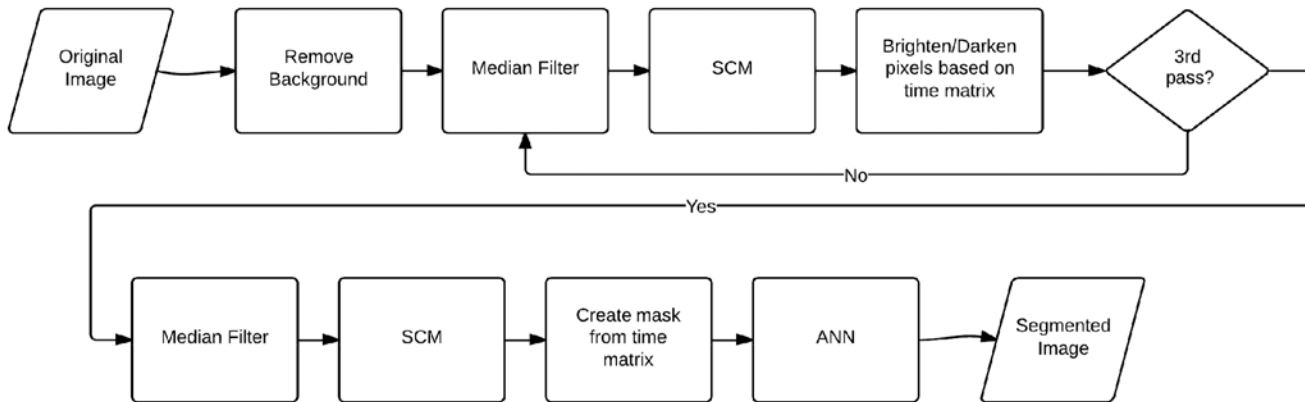 Original
Image
Remove
Background
Median Filter
SCM
Brighten/Darken
pixels based on
time matrix
3rd
pass?
No
Yes
Median Filter
SCM
Create mask
from time
matrix
ANN
Segmented
Image